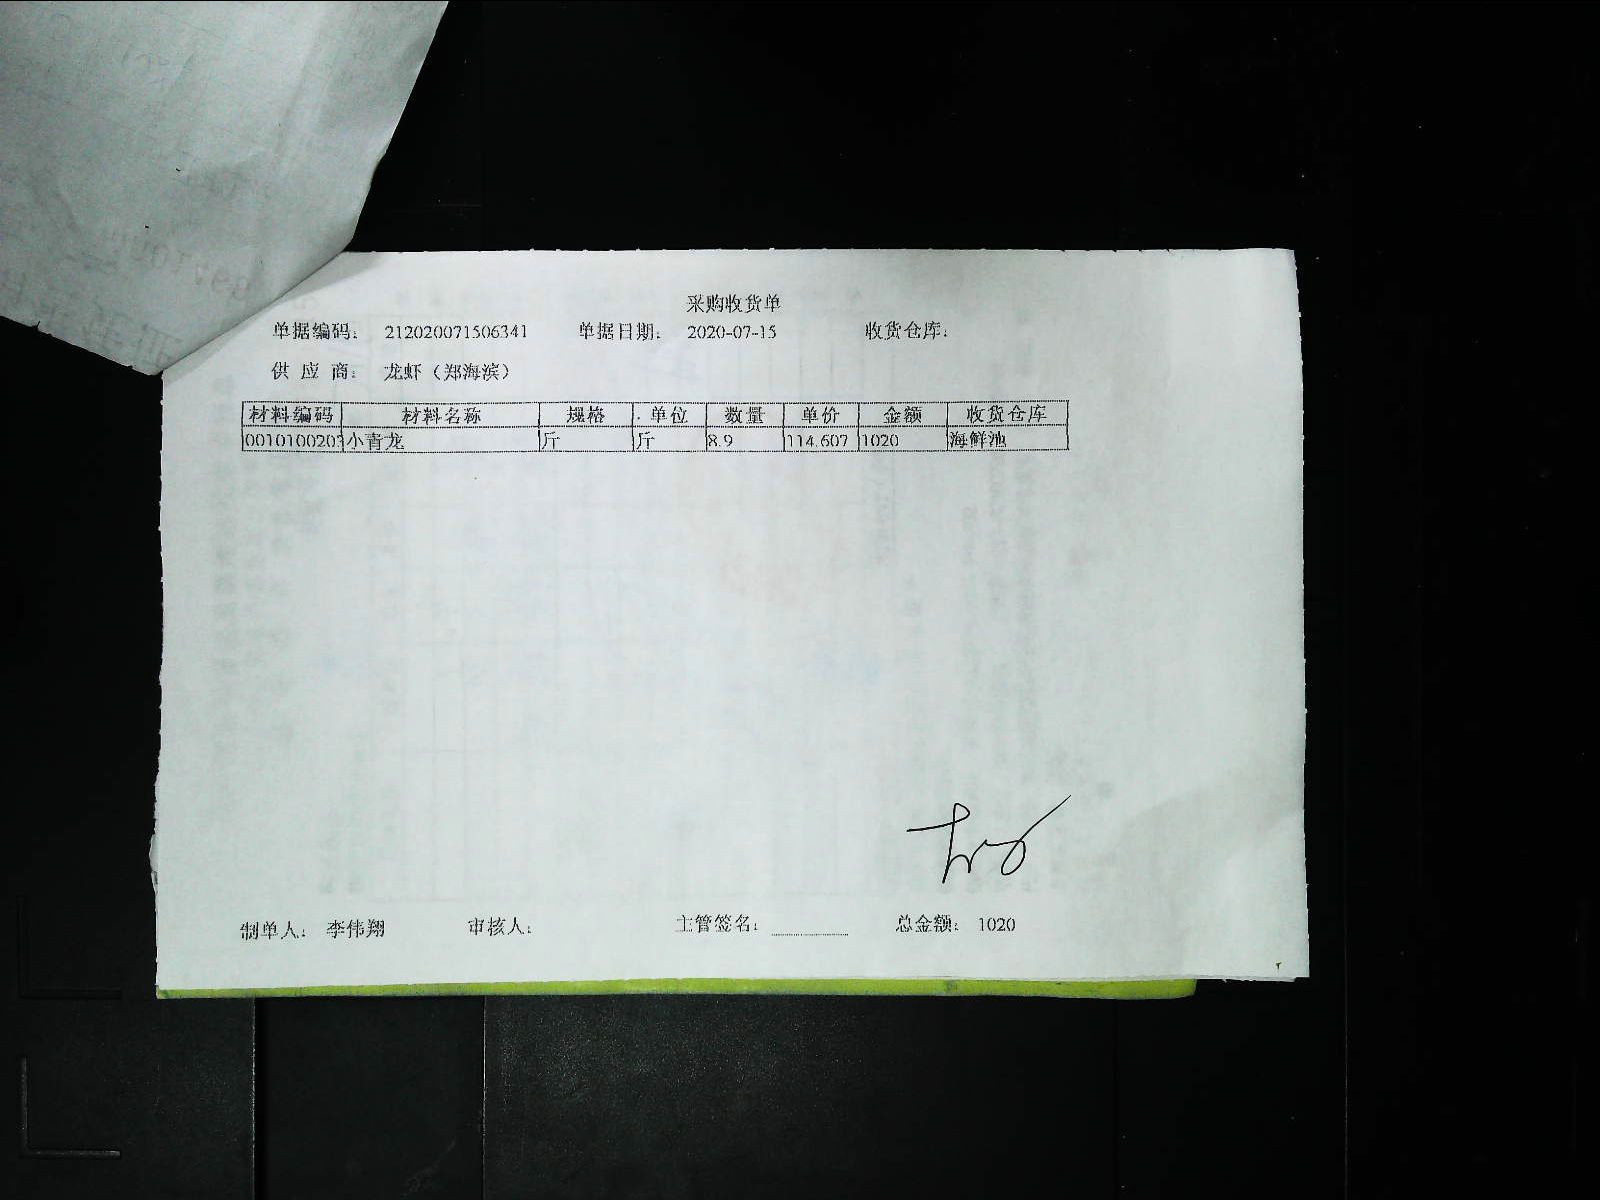 采购收货单
单据编码: 212020071506341 单据日期: 2020-07-15 收货仓库:
供 应 商: 龙虾（郑海滨）
材料编码 材料名称 规格 单位 数量 单价 金额 收货仓库
0010100203 小青龙 斤 斤 8.9 114.607 1020 海鲜池
制单人: 李伟翔 审核人: 主管签名: 总金额: 1020